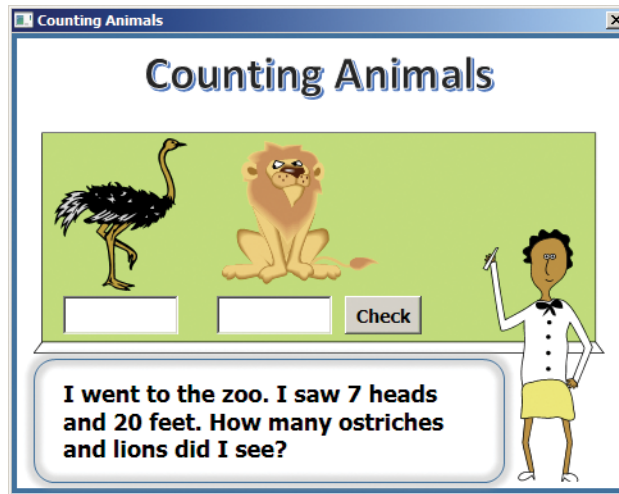 Counting Animals
Counting Animals
Check
I went to the zoo. I saw 7 heads
and 20 feet. How many ostriches
and lions did I see?